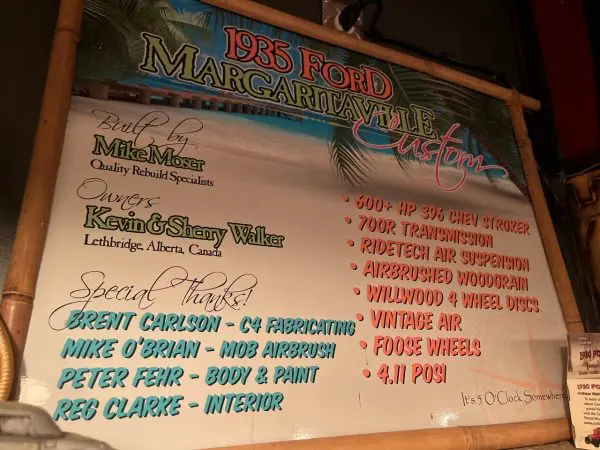 1935 FORD
MARGARITAVILLE
Custom
Built by
Mike Moser
Quality Rebuild Specialists
Owners
Kevin & Sherry Walker
Lethbridge, Alberta, Canada
Special Thanks!
BRENT CARLSON - C4 FABRICATING
MIKE O'BRIAN - MOB AIRBRUSH
PETER FEHR - BODY & PAINT
REG CLARKE - INTERIOR
• 600+ HP 396 CHEV STROKER
• 700R TRANSMISSION
• RIDETECH AIR SUSPENSION
• AIRBRUSHED WOODGRAIN
• WILLWOOD 4 WHEEL DISCS
• VINTAGE AIR
• FOOSE WHEELS
• 4.11 POSI
It's 5 O'Clock Somewhere